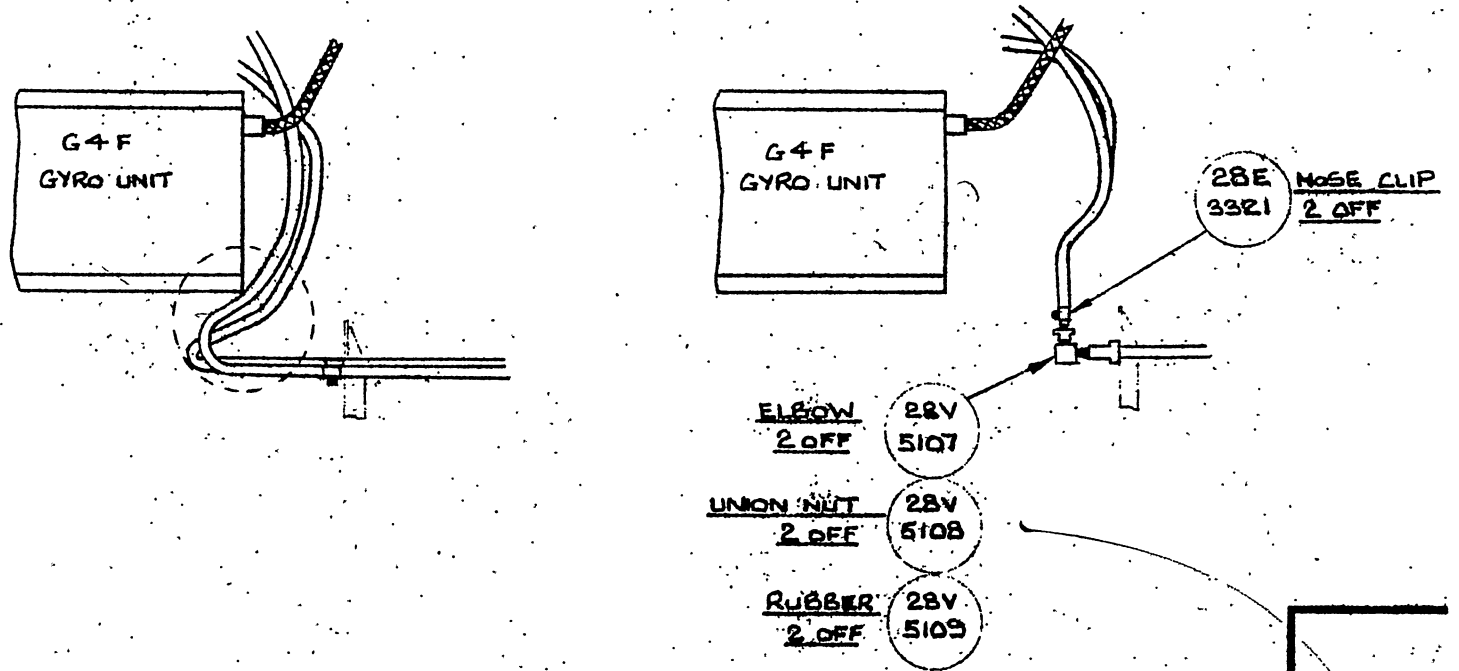 G4F
GYRO UNIT
G4F
GYRO UNIT
28E
3321
HOSE CLIP
2 OFF
ELBOW
2 OFF
28V
5107
UNION NUT
2 OFF
28V
5108
RUBBER
2 OFF
28V
5109